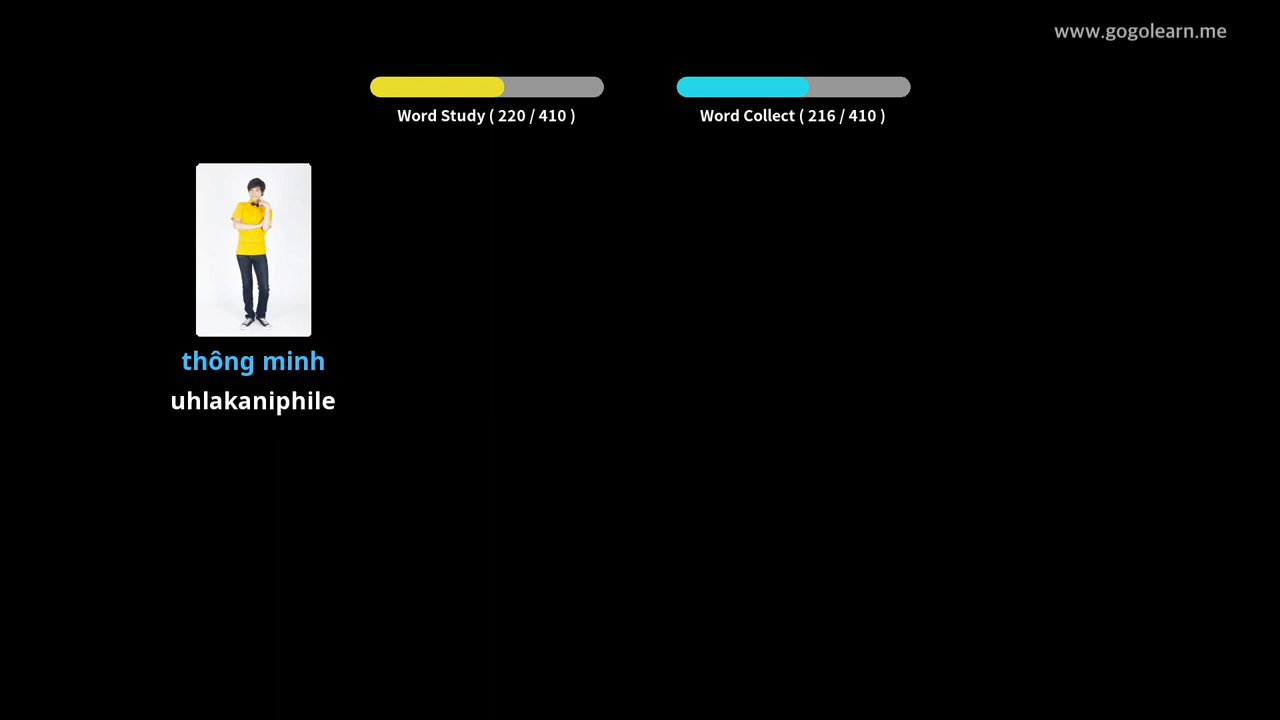 www.gogolearn.me
Word Study ( 220 / 410 )
Word Collect ( 216 / 410 )
thông minh
uhlakaniphile